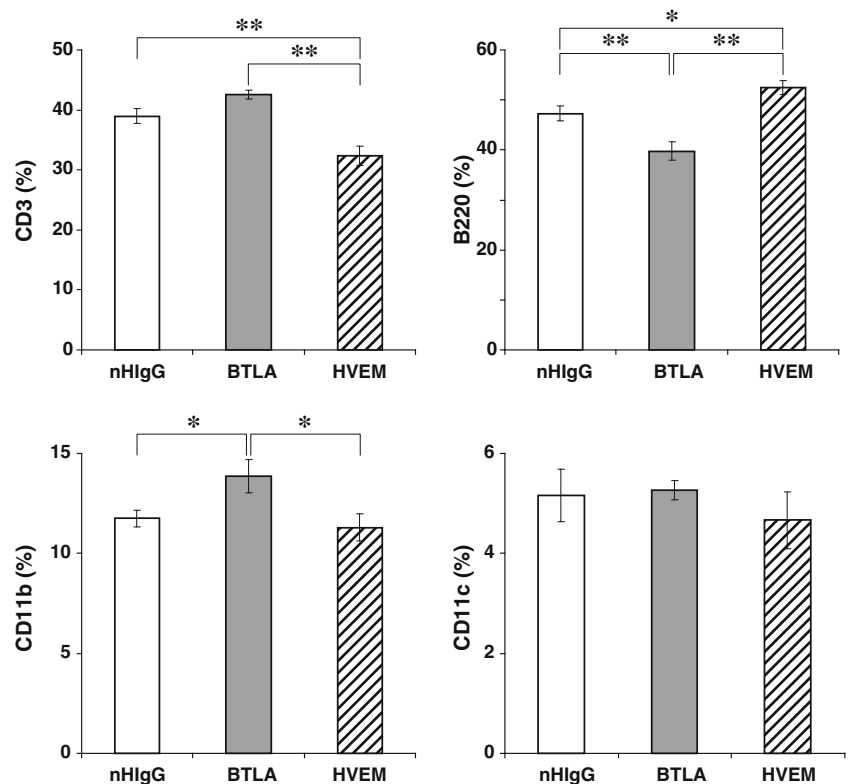 **
**
50
40
30
20
10
0
CD3 (%)
nHIgG BTLA HVEM
*
** **
60
40
20
0
B220 (%)
nHIgG BTLA HVEM
* *
15
10
5
0
CD11b (%)
nHIgG BTLA HVEM
6
4
2
0
CD11c (%)
nHIgG BTLA HVEM